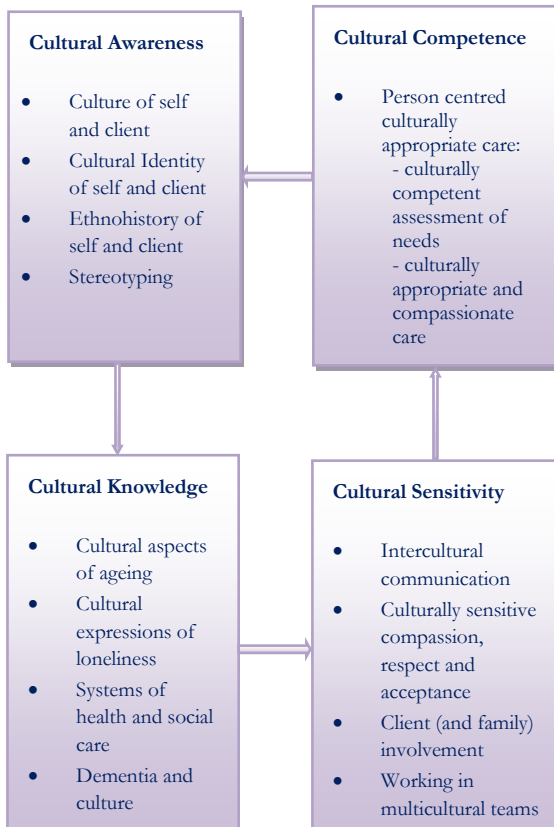 Cultural Awareness
• Culture of self
and client
• Cultural Identity
of self and client
• Ethnohistory of
self and client
• Stereotyping
Cultural Competence
• Person centred
culturally
appropriate care:
- culturally
competent
assessment of
needs
- culturally
appropriate and
compassionate
care
Cultural Knowledge
• Cultural aspects
of ageing
• Cultural
expressions of
loneliness
• Systems of
health and social
care
• Dementia and
culture
Cultural Sensitivity
• Intercultural
communication
• Culturally sensitive
compassion,
respect and
acceptance
• Client (and family)
involvement
• Working in
multicultural teams